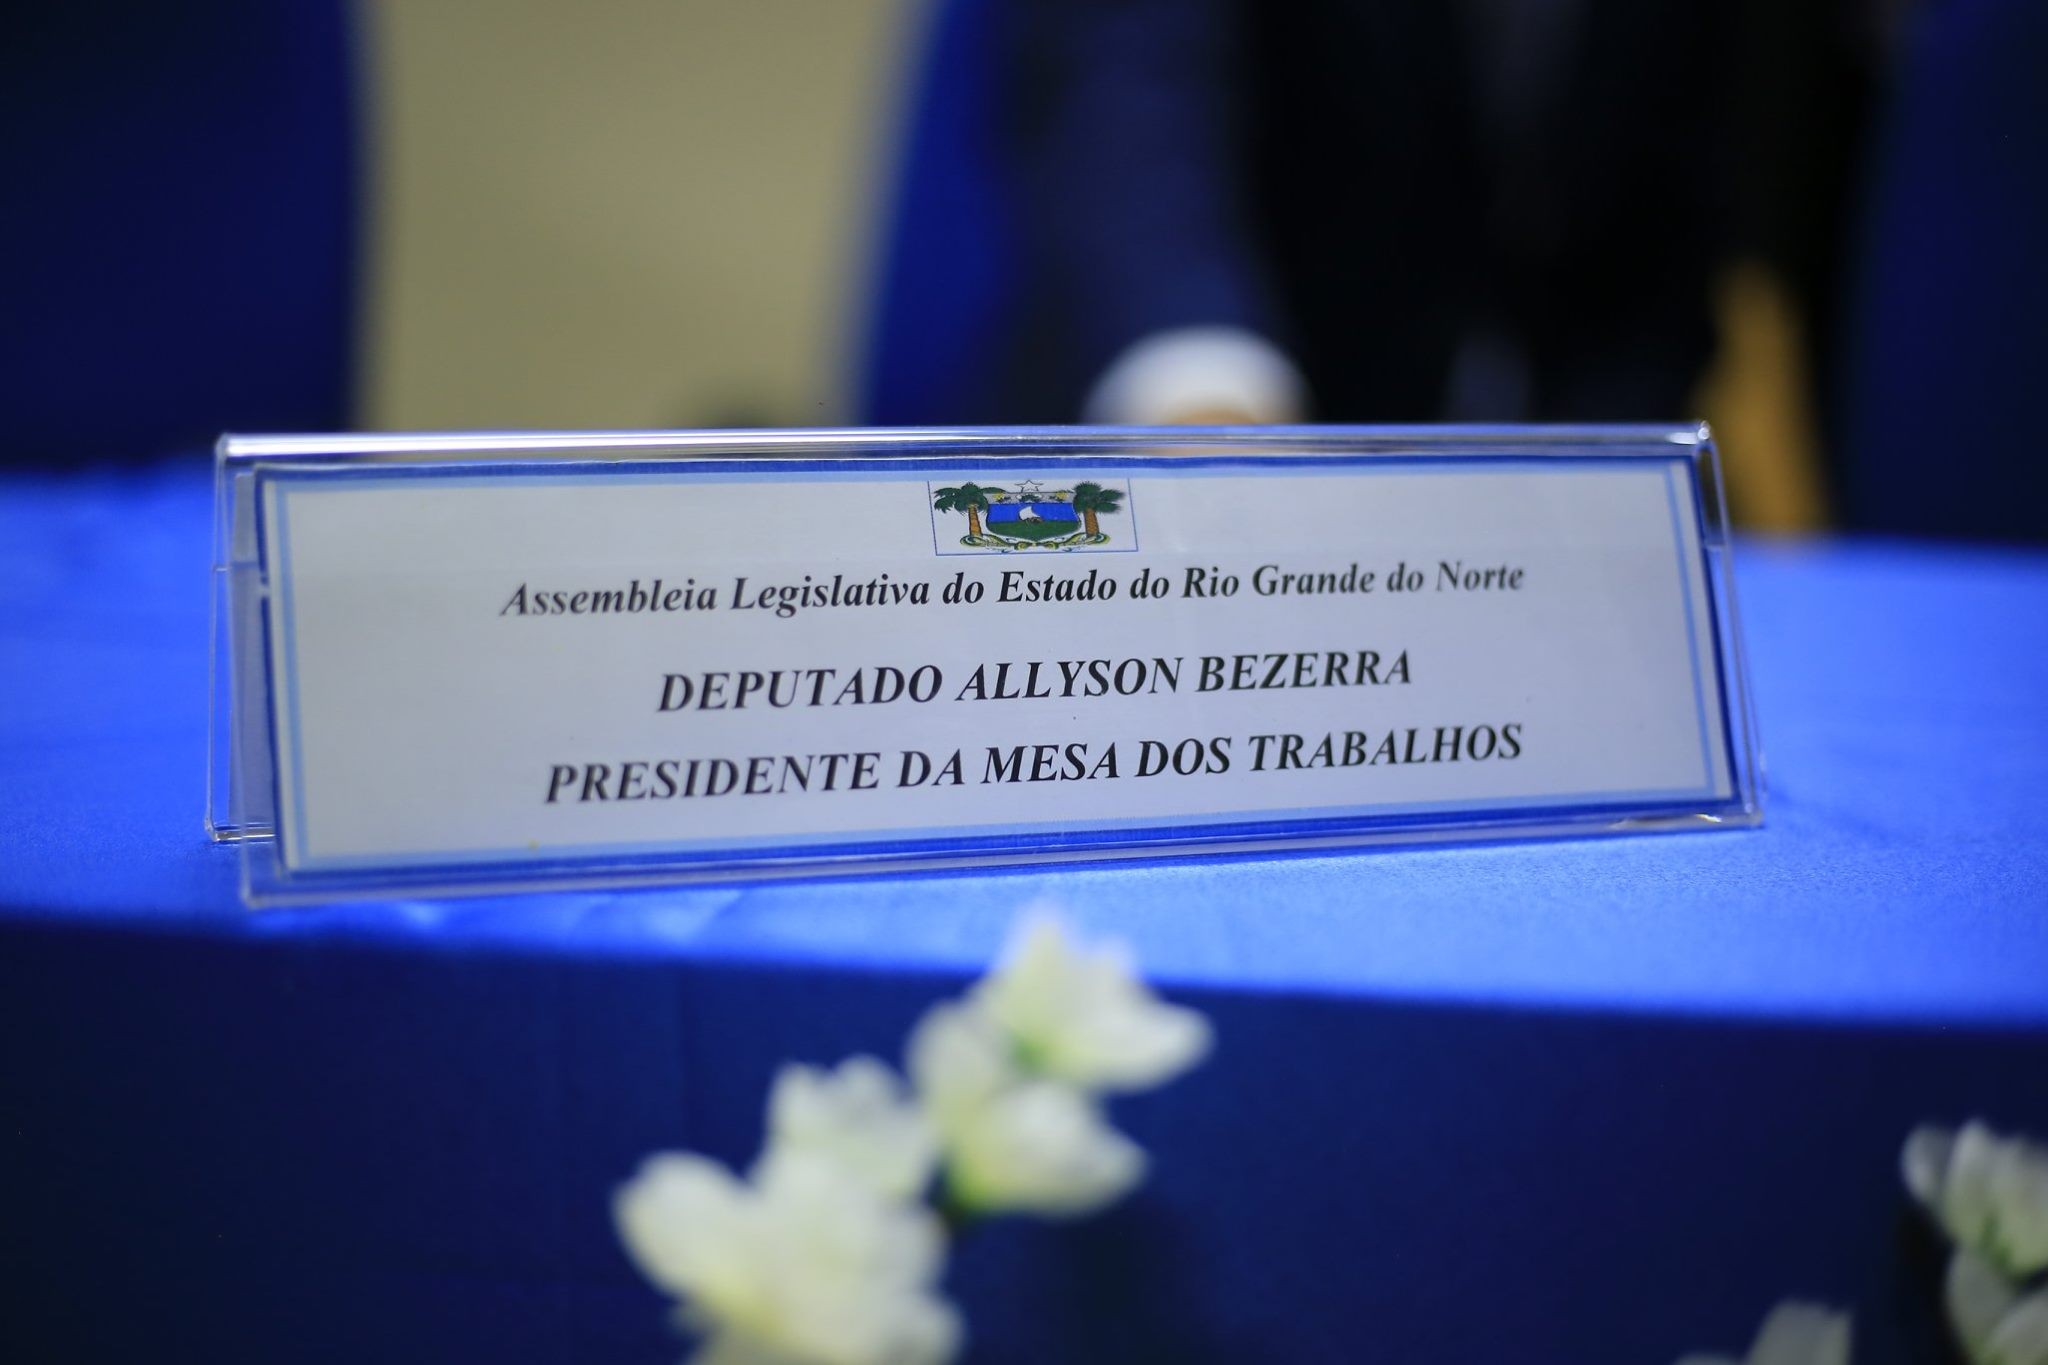 Assembleia Legislativa do Estado do Rio Grande do Norte
DEPUTADO ALLYSON BEZERRA
PRESIDENTE DA MESA DOS TRABALHOS